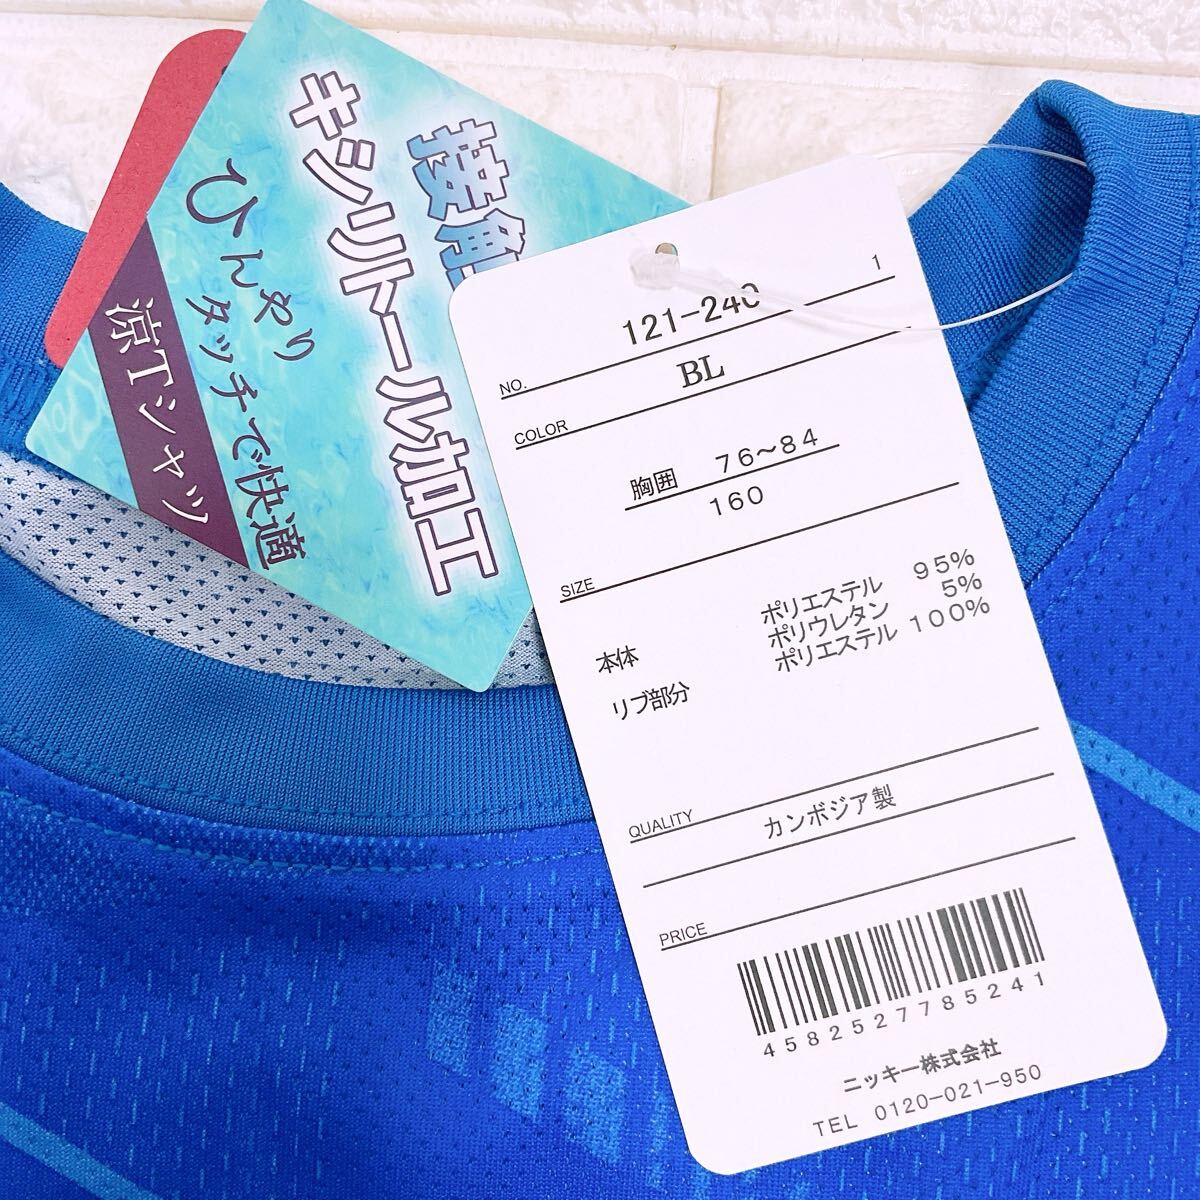 接触
キシリトール加工
ひんやり
タッチで快適
涼Tシャツ
1
NO. 121-240
COLOR BL
胸囲 76~84
160
SIZE
本体 ポリエステル 95%
ポリウレタン 5%
リブ部分 ポリエステル 100%
QUALITY
カンボジア製
PRICE
4582527785241
ニッキー株式会社
TEL 0120-021-950